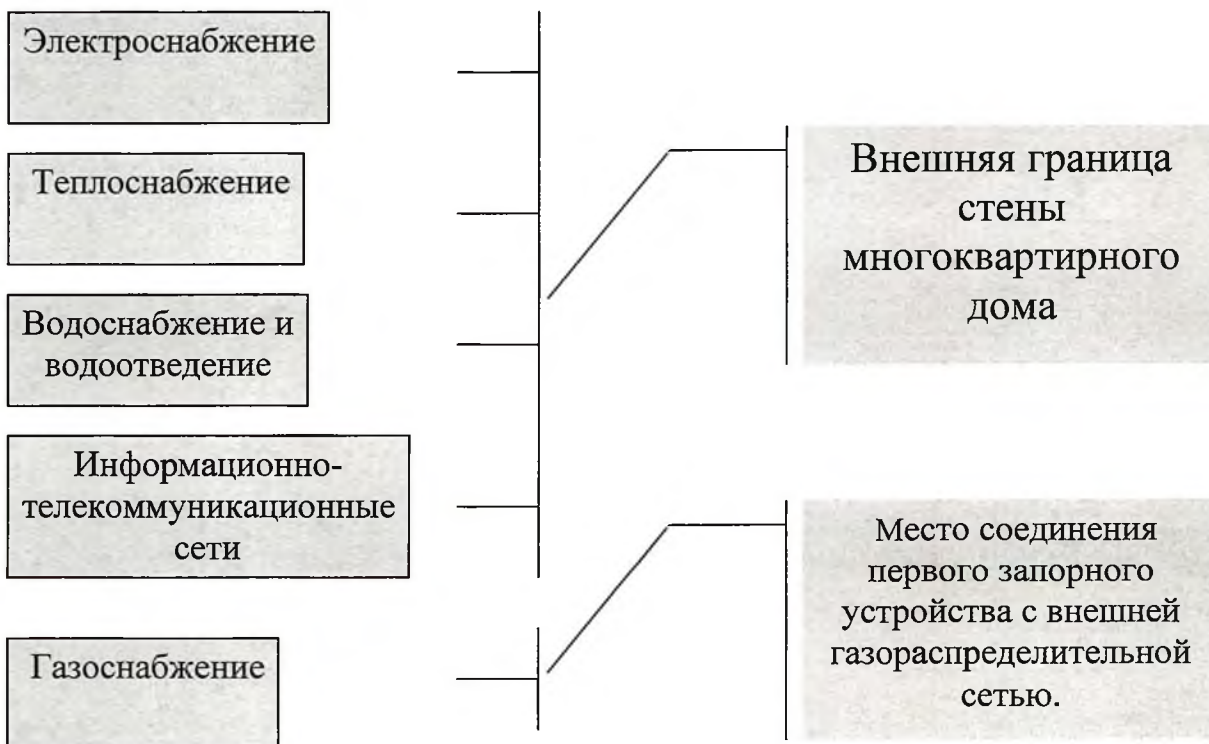 Электроснабжение
Теплоснабжение
Водоснабжение и
водоотведение
Информационно-
телекоммуникационные
сети
Газоснабжение
Внешняя граница
стены
многоквартирного
дома
Место соединения
первого запорного
устройства с внешней
газораспределительной
сетью.